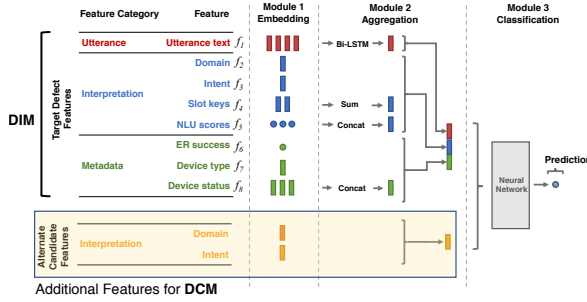 Feature Category
Feature
Module 1
Embedding
Module 2
Aggregation
Module 3
Classification
DIM
Target Defect
Features
Utterance
Utterance text f1
Bi-LSTM
Interpretation
Domain f2
Intent f3
Slot keys f4
Sum
NLU scores f5
Concat
Metadata
ER success f6
Device type f7
Device status f8
Concat
Neural
Network
Prediction
Alternate
Candidate
Features
Interpretation
Domain
Intent
Additional Features for DCM